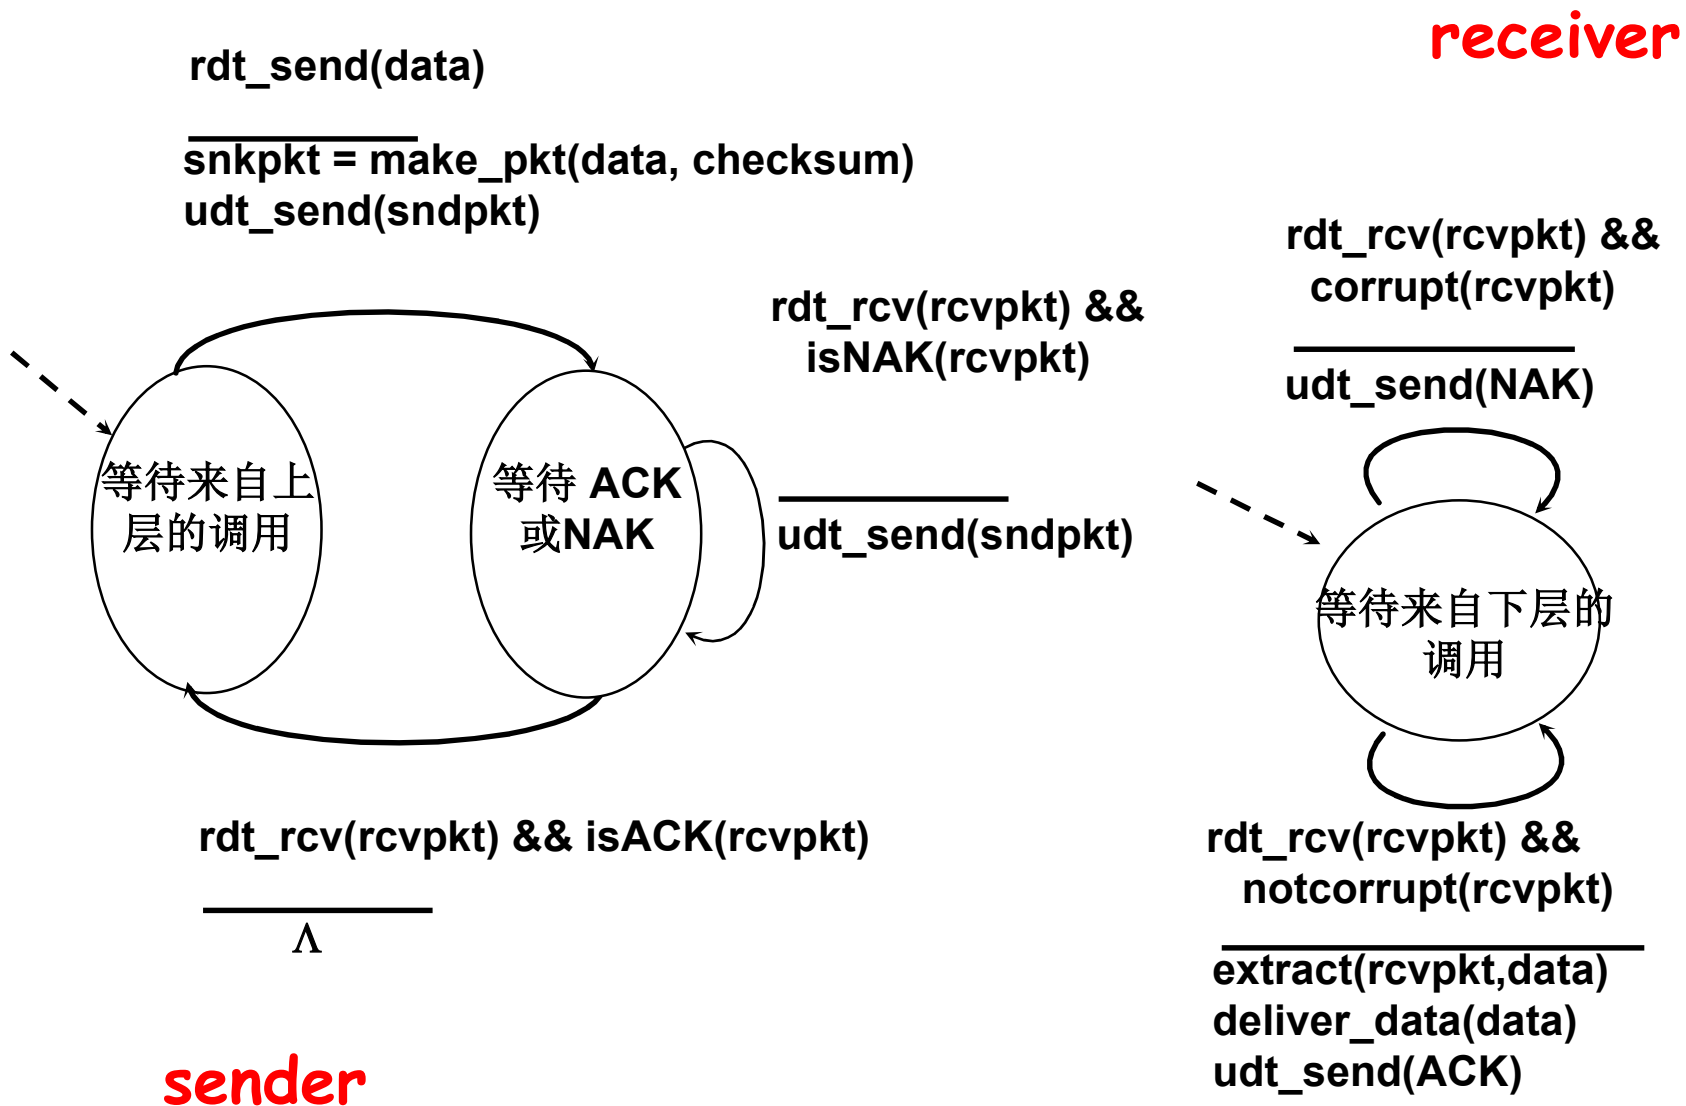 receiver
rdt_send(data)
snkpkt = make_pkt(data, checksum)
udt_send(sndpkt)
rdt_rcv(rcvpkt) &&
isNAK(rcvpkt)
udt_send(sndpkt)
等待来自上
层的调用
等待 ACK
或NAK
rdt_rcv(rcvpkt) && isACK(rcvpkt)
Λ
sender
rdt_rcv(rcvpkt) &&
corrupt(rcvpkt)
udt_send(NAK)
等待来自下层的
调用
rdt_rcv(rcvpkt) &&
notcorrupt(rcvpkt)
extract(rcvpkt,data)
deliver_data(data)
udt_send(ACK)